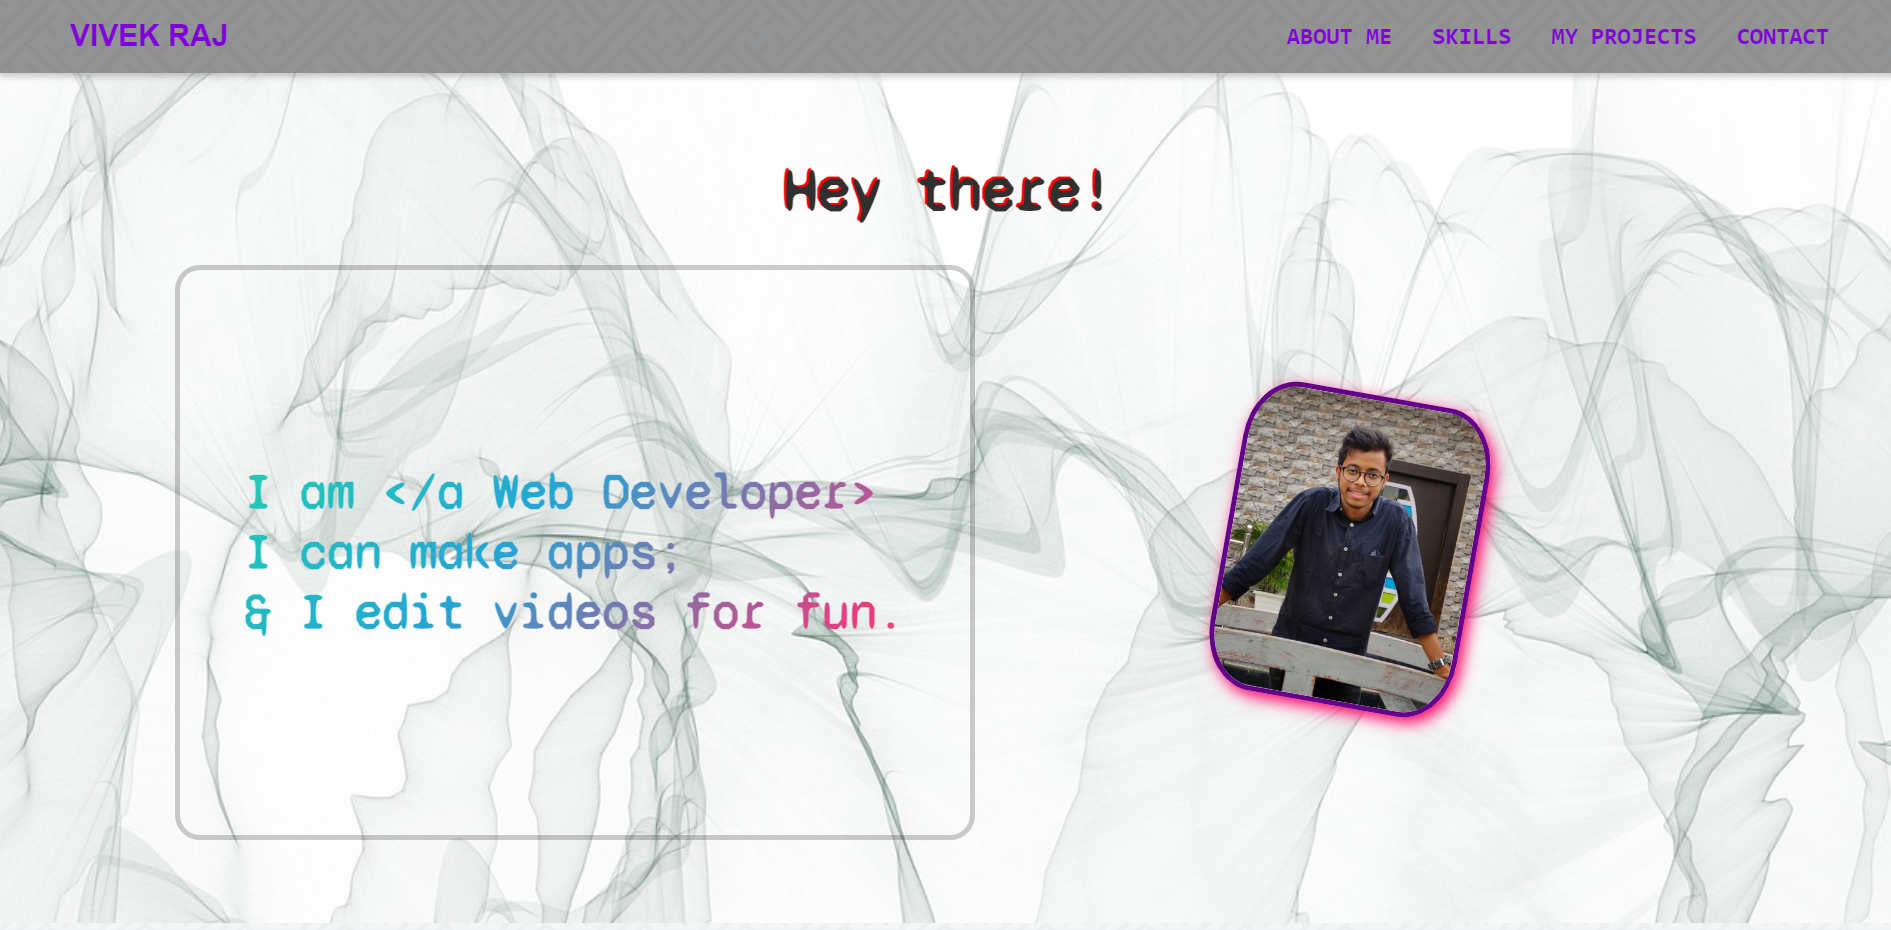 VIVEK RAJ
ABOUT ME SKILLS MY PROJECTS CONTACT
Hey there!
I am </a Web Developer>
I can make apps;
& I edit videos for fun.